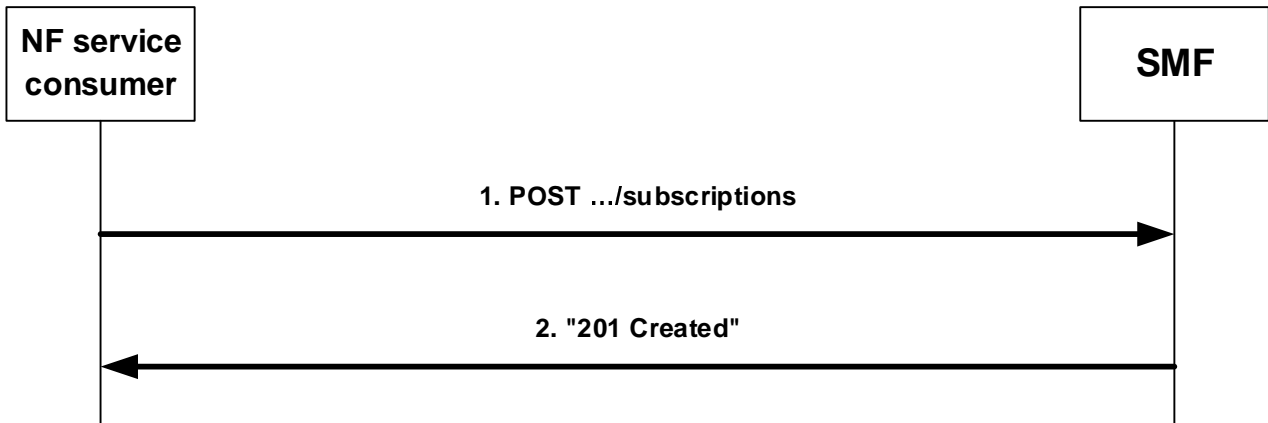 NF service
consumer
SMF
1. POST …/subscriptions
2. "201 Created"